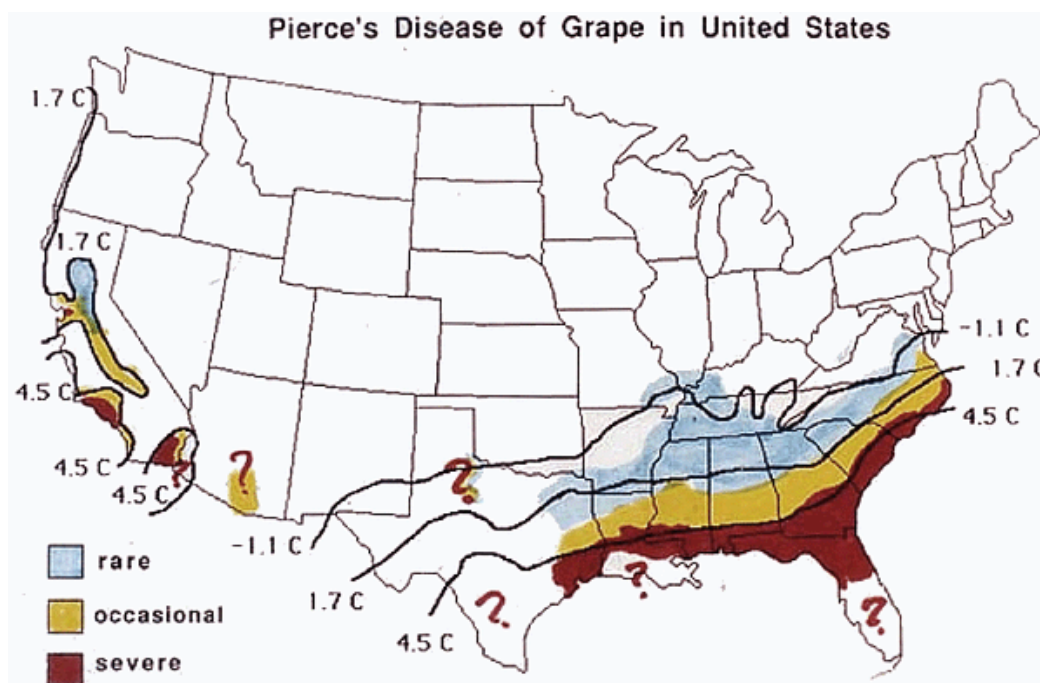 Pierce's Disease of Grape in United States
1.7 C
1.7 C
-1.1 C
1.7 C
4.5 C
4.5 C
4.5 C
4.5 C
?
?
?
?
?
?
-1.1 C
1.7 C
4.5 C
rare
occasional
severe